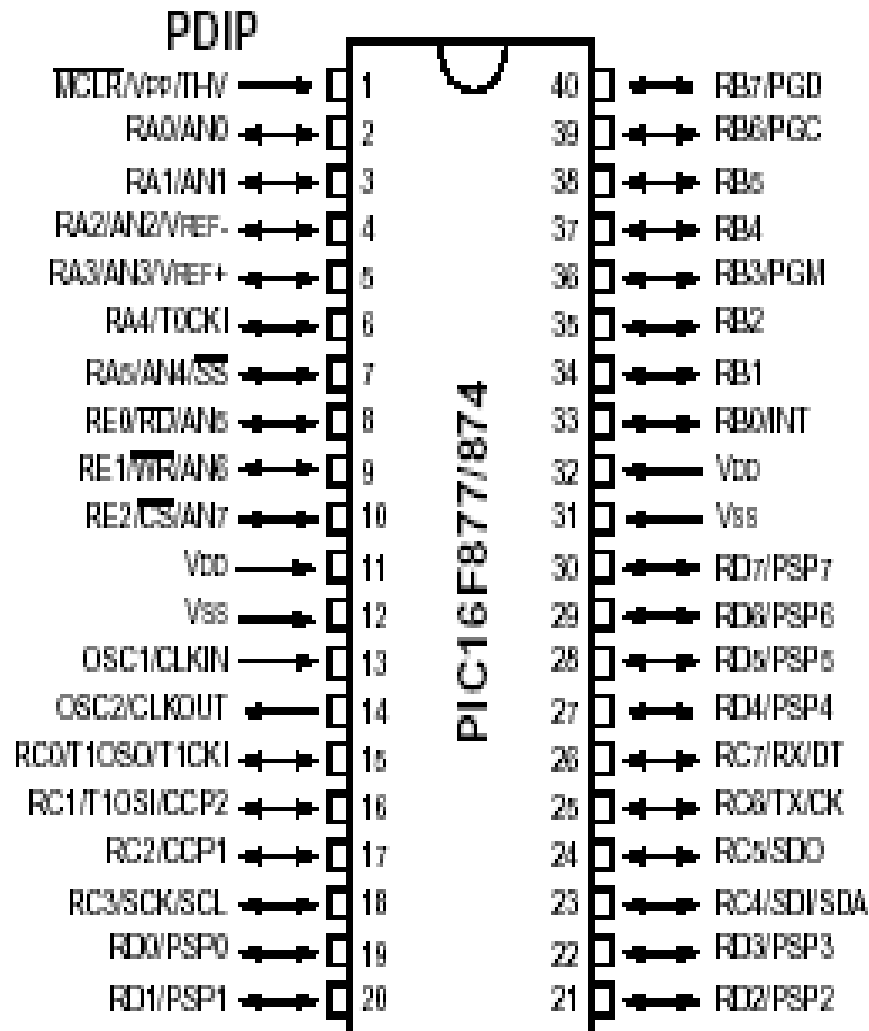 PDIP
MCLR/VPP/THV 1 40 RB7/PGD
RA0/AN0 2 39 RB6/PGC
RA1/AN1 3 38 RB5
RA2/AN2/VREF- 4 37 RB4
RA3/AN3/VREF+ 5 36 RB3/PGM
RA4/T0CKI 6 35 RB2
RA5/AN4/SS 7 34 RB1
RE0/RD/AN5 8 33 RB0/INT
RE1/WR/AN6 9 32 VDD
RE2/CS/AN7 10 31 VSS
VDD 11 30 RD7/PSP7
VSS 12 29 RD6/PSP6
OSC1/CLKIN 13 28 RD5/PSP5
OSC2/CLKOUT 14 27 RD4/PSP4
RC0/T1OSO/T1CKI 15 26 RC7/RX/DT
RC1/T1OSI/CCP2 16 25 RC6/TX/CK
RC2/CCP1 17 24 RC5/SDO
RC3/SCK/SCL 18 23 RC4/SDI/SDA
RD0/PSP0 19 22 RD3/PSP3
RD1/PSP1 20 21 RD2/PSP2
PIC16F877/874